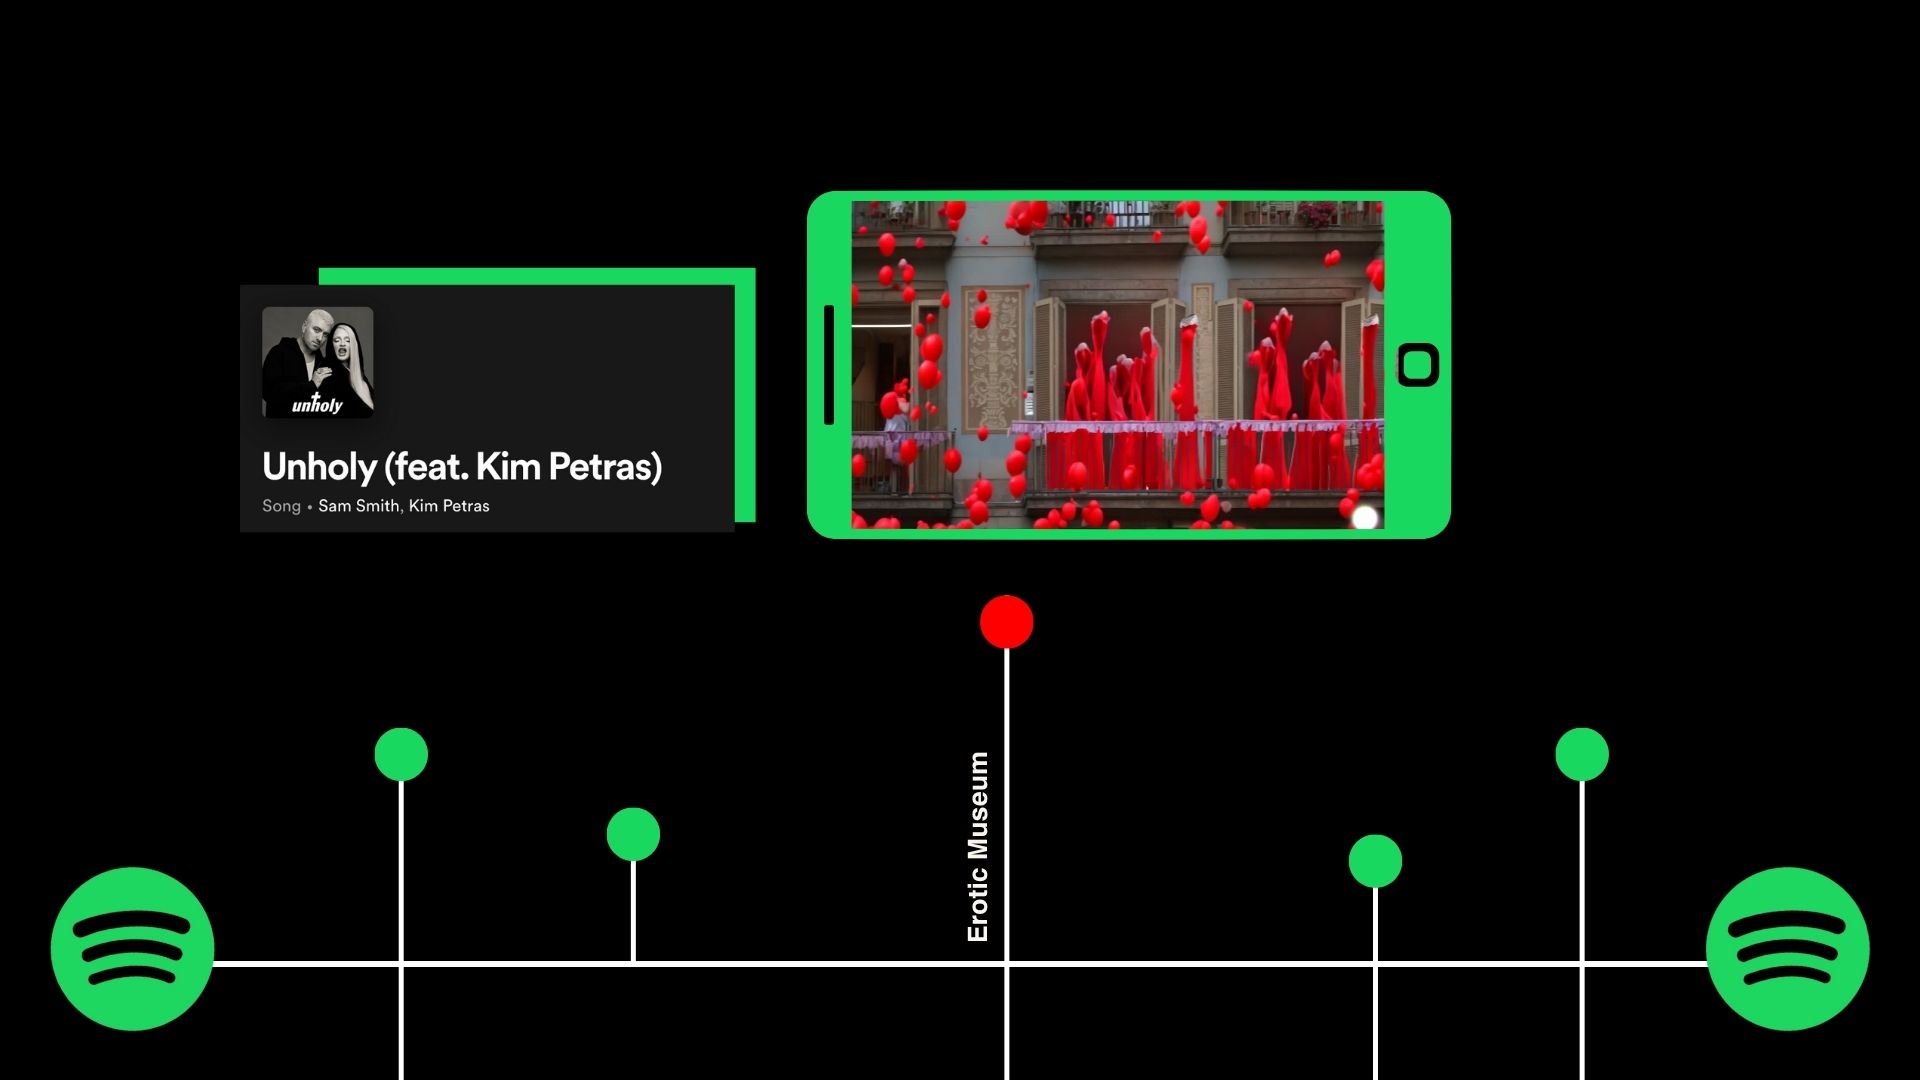 unholy
Unholy (feat. Kim Petras)
Song • Sam Smith, Kim Petras
Erotic Museum